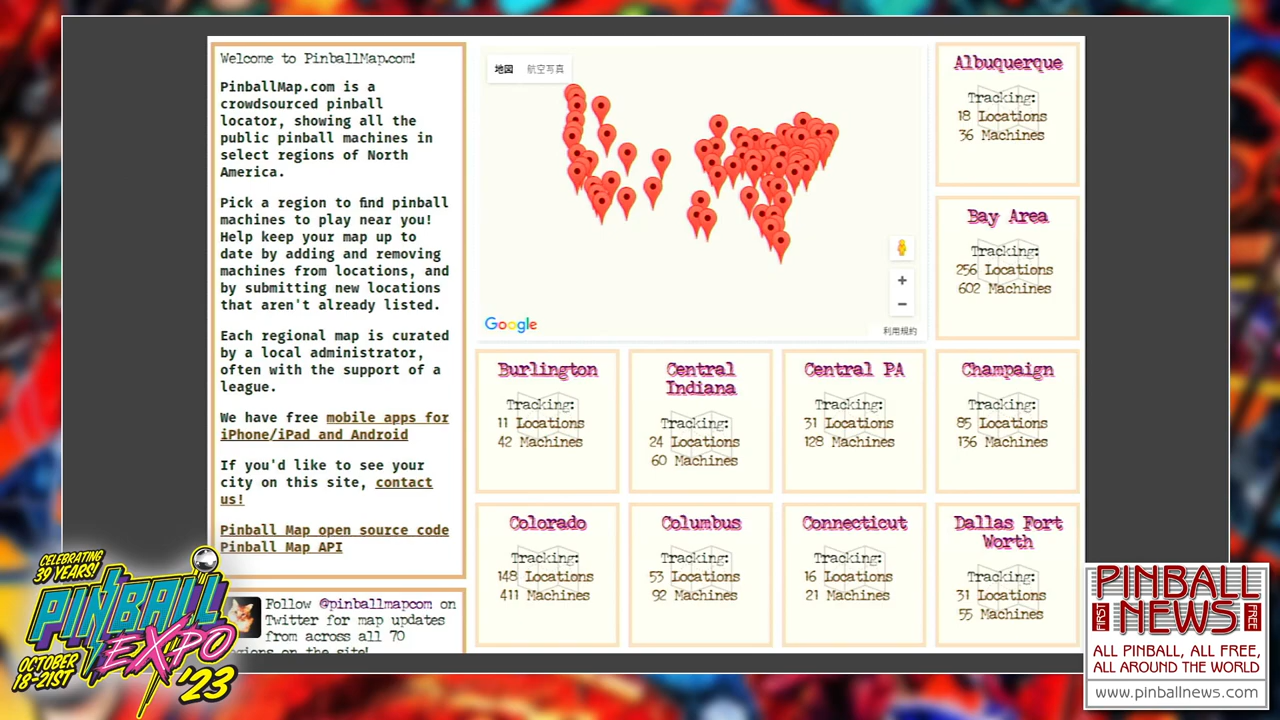 Welcome to PinballMap.com!
PinballMap.com is a
crowdsourced pinball
locator, showing all the
public pinball machines in
select regions of North
America.
Pick a region to find pinball
machines to play near you!
Help keep your map up to
date by adding and removing
machines from locations, and
by submitting new locations
that aren't already listed.
Each regional map is curated
by a local administrator,
often with the support of a
league.
We have free mobile apps for
iPhone/iPad and Android
If you'd like to see your
city on this site, contact
us!
Pinball Map open source code
Pinball Map API
Follow @pinballmapcom on
Twitter for map updates
from across all 70
regions on the site!
地図 航空写真
Google
利用規約
Albuquerque
Tracking:
18 Locations
36 Machines
Bay Area
Tracking:
256 Locations
602 Machines
Burlington
Tracking:
11 Locations
42 Machines
Central
Indiana
Tracking:
24 Locations
60 Machines
Central PA
Tracking:
31 Locations
128 Machines
Champaign
Tracking:
85 Locations
136 Machines
Colorado
Tracking:
148 Locations
411 Machines
Columbus
Tracking:
53 Locations
92 Machines
Connecticut
Tracking:
16 Locations
21 Machines
Dallas Fort
Worth
Tracking:
31 Locations
55 Machines
CELEBRATING
39 YEARS!
PINBALL
EXPO
OCTOBER
18-21ST
'23
PINBALL
FIRST NEWS FREE
ALL PINBALL, ALL FREE,
ALL AROUND THE WORLD
www.pinballnews.com